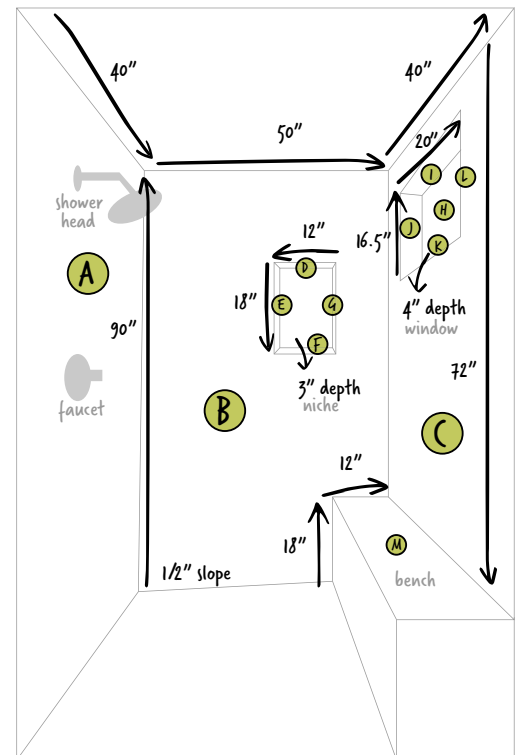 40"
40"
50"
20"
I
L
shower
head
H
J
12"
16.5"
K
D
A
18"
E
G
4" depth
window
90"
F
72"
3" depth
niche
B
C
12"
18"
M
1/2" slope
bench
faucet